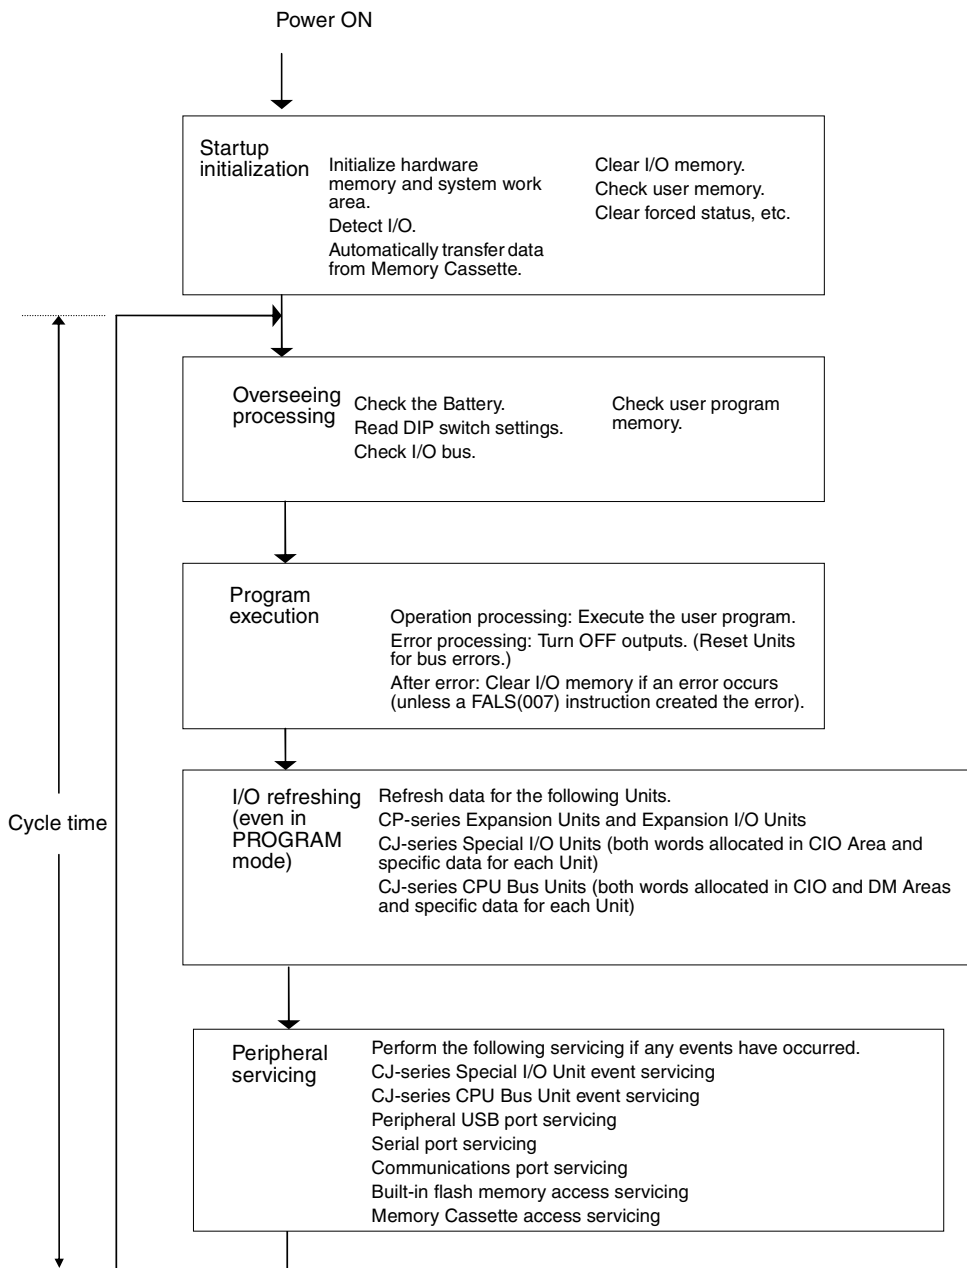 Power ON
Startup
initialization
Initialize hardware
memory and system work
area.
Detect I/O.
Automatically transfer data
from Memory Cassette.
Clear I/O memory.
Check user memory.
Clear forced status, etc.
Overseeing
processing
Check the Battery.
Read DIP switch settings.
Check I/O bus.
Check user program
memory.
Program
execution
Operation processing: Execute the user program.
Error processing: Turn OFF outputs. (Reset Units
for bus errors.)
After error: Clear I/O memory if an error occurs
(unless a FALS(007) instruction created the error).
Cycle time
I/O refreshing
(even in
PROGRAM
mode)
Refresh data for the following Units.
CP-series Expansion Units and Expansion I/O Units
CJ-series Special I/O Units (both words allocated in CIO Area and
specific data for each Unit)
CJ-series CPU Bus Units (both words allocated in CIO and DM Areas
and specific data for each Unit)
Peripheral
servicing
Perform the following servicing if any events have occurred.
CJ-series Special I/O Unit event servicing
CJ-series CPU Bus Unit event servicing
Peripheral USB port servicing
Serial port servicing
Communications port servicing
Built-in flash memory access servicing
Memory Cassette access servicing